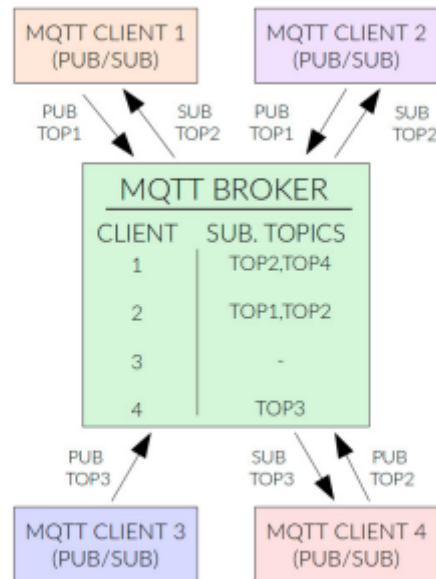 MQTT CLIENT 1
(PUB/SUB)
MQTT CLIENT 2
(PUB/SUB)
PUB
TOP1
SUB
TOP2
PUB
TOP1
SUB
TOP2
MQTT BROKER
CLIENT SUB. TOPICS
1 TOP2,TOP4
2 TOP1,TOP2
3 -
4 TOP3
PUB
TOP3
SUB
TOP3
PUB
TOP2
MQTT CLIENT 3
(PUB/SUB)
MQTT CLIENT 4
(PUB/SUB)